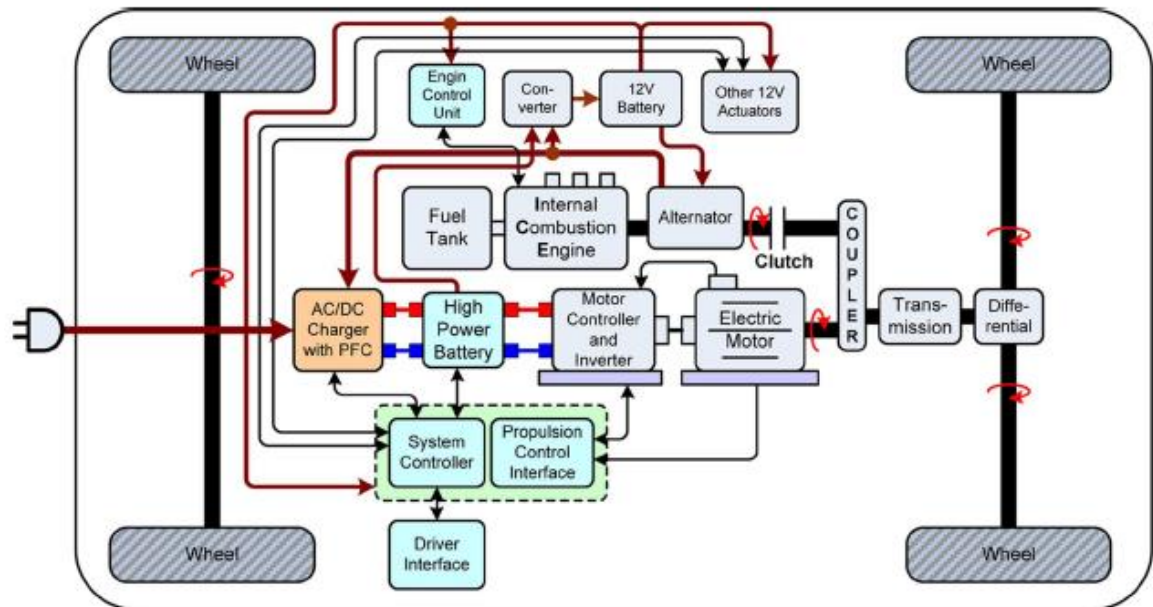 Wheel
Wheel
Engin
Control
Unit
Con-
verter
12V
Battery
Other 12V
Actuators
Fuel
Tank
Internal
Combustion
Engine
Alternator
Clutch
COUPLER
AC/DC
Charger
with PFC
High
Power
Battery
Motor
Controller
and
Inverter
Electric
Motor
Trans-
mission
Diffe-
rential
System
Controller
Propulsion
Control
Interface
Driver
Interface
Wheel
Wheel